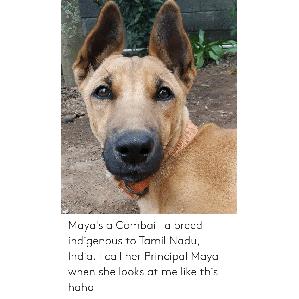 Maya's a Combai - a breed
indigenous to Tamil Nadu,
India. I call her Principal Maya
when she looks at me like this
haha